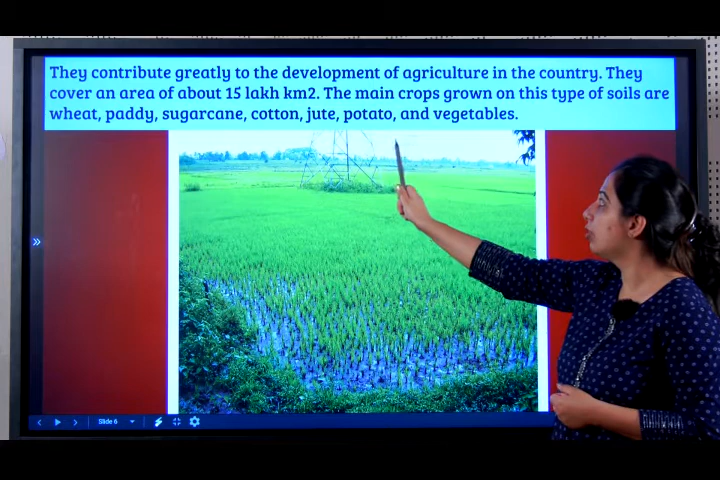 They contribute greatly to the development of agriculture in the country. They
cover an area of about 15 lakh km2. The main crops grown on this type of soils are
wheat, paddy, sugarcane, cotton, jute, potato, and vegetables.
Slide 6